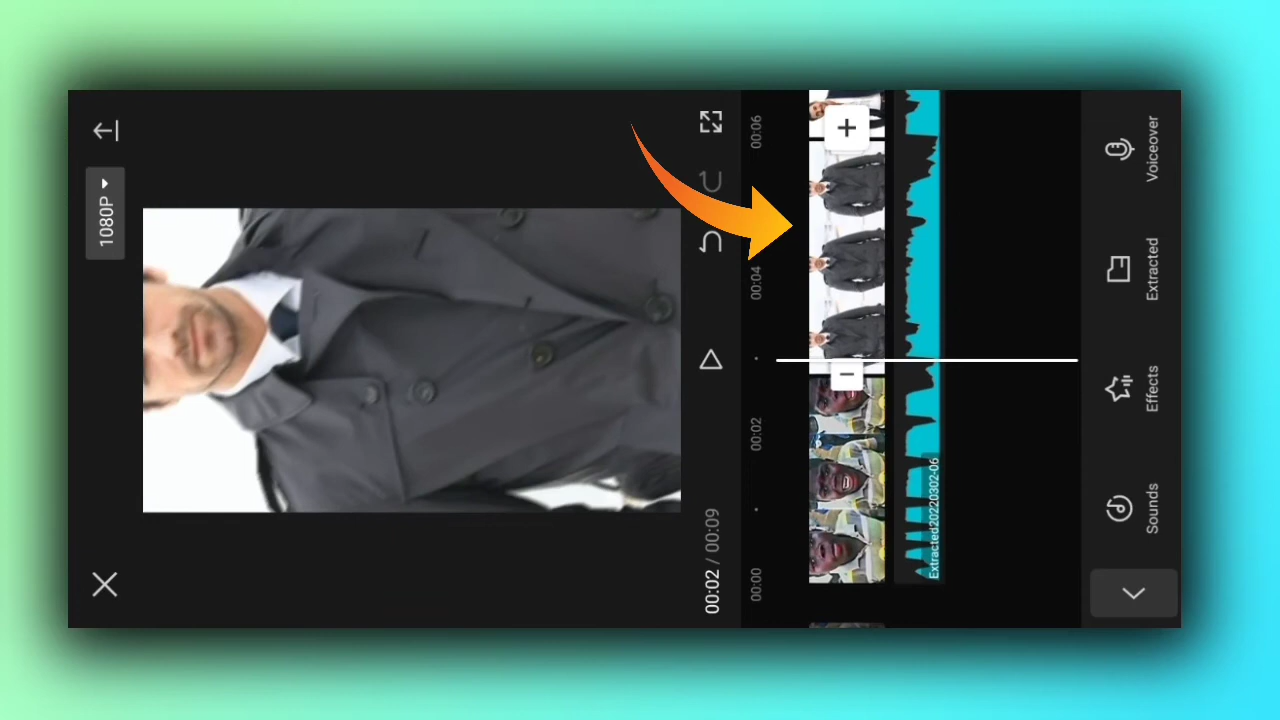 1080P
00:02 / 00:09
00:00
00:02
00:04
00:06
Extracted20220302-06
Sounds
Effects
Extracted
Voiceover